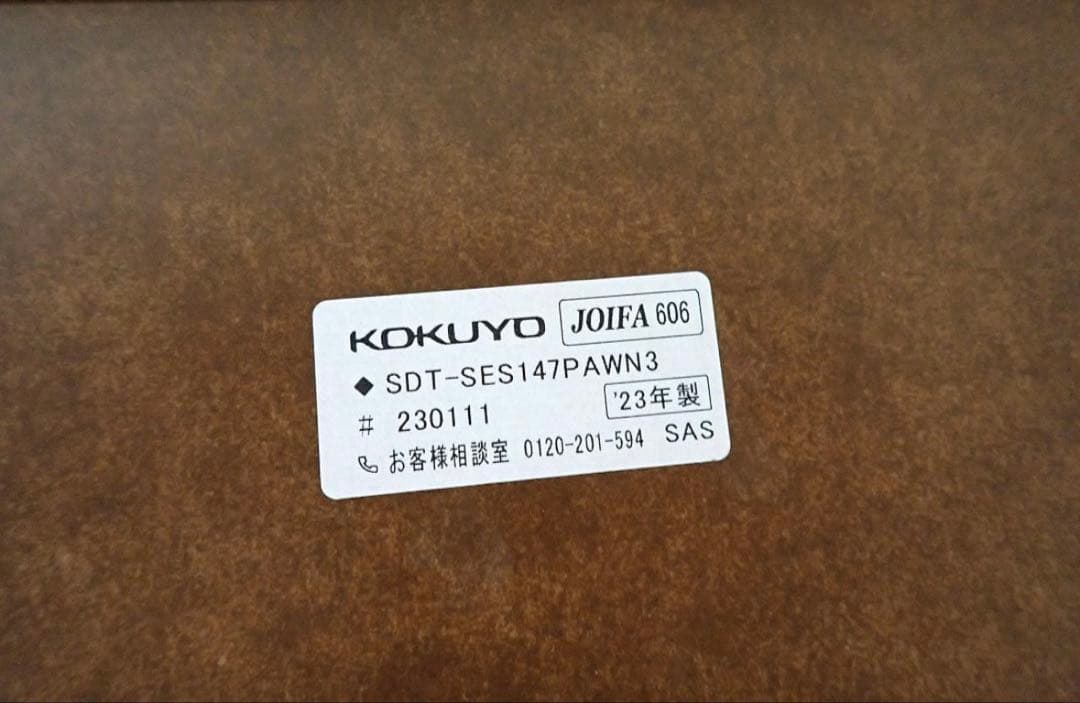 KOKUYO JOIFA 606
◆ SDT-SES147PAWN3
# 230111 '23年製
お客様相談室 0120-201-594 SAS